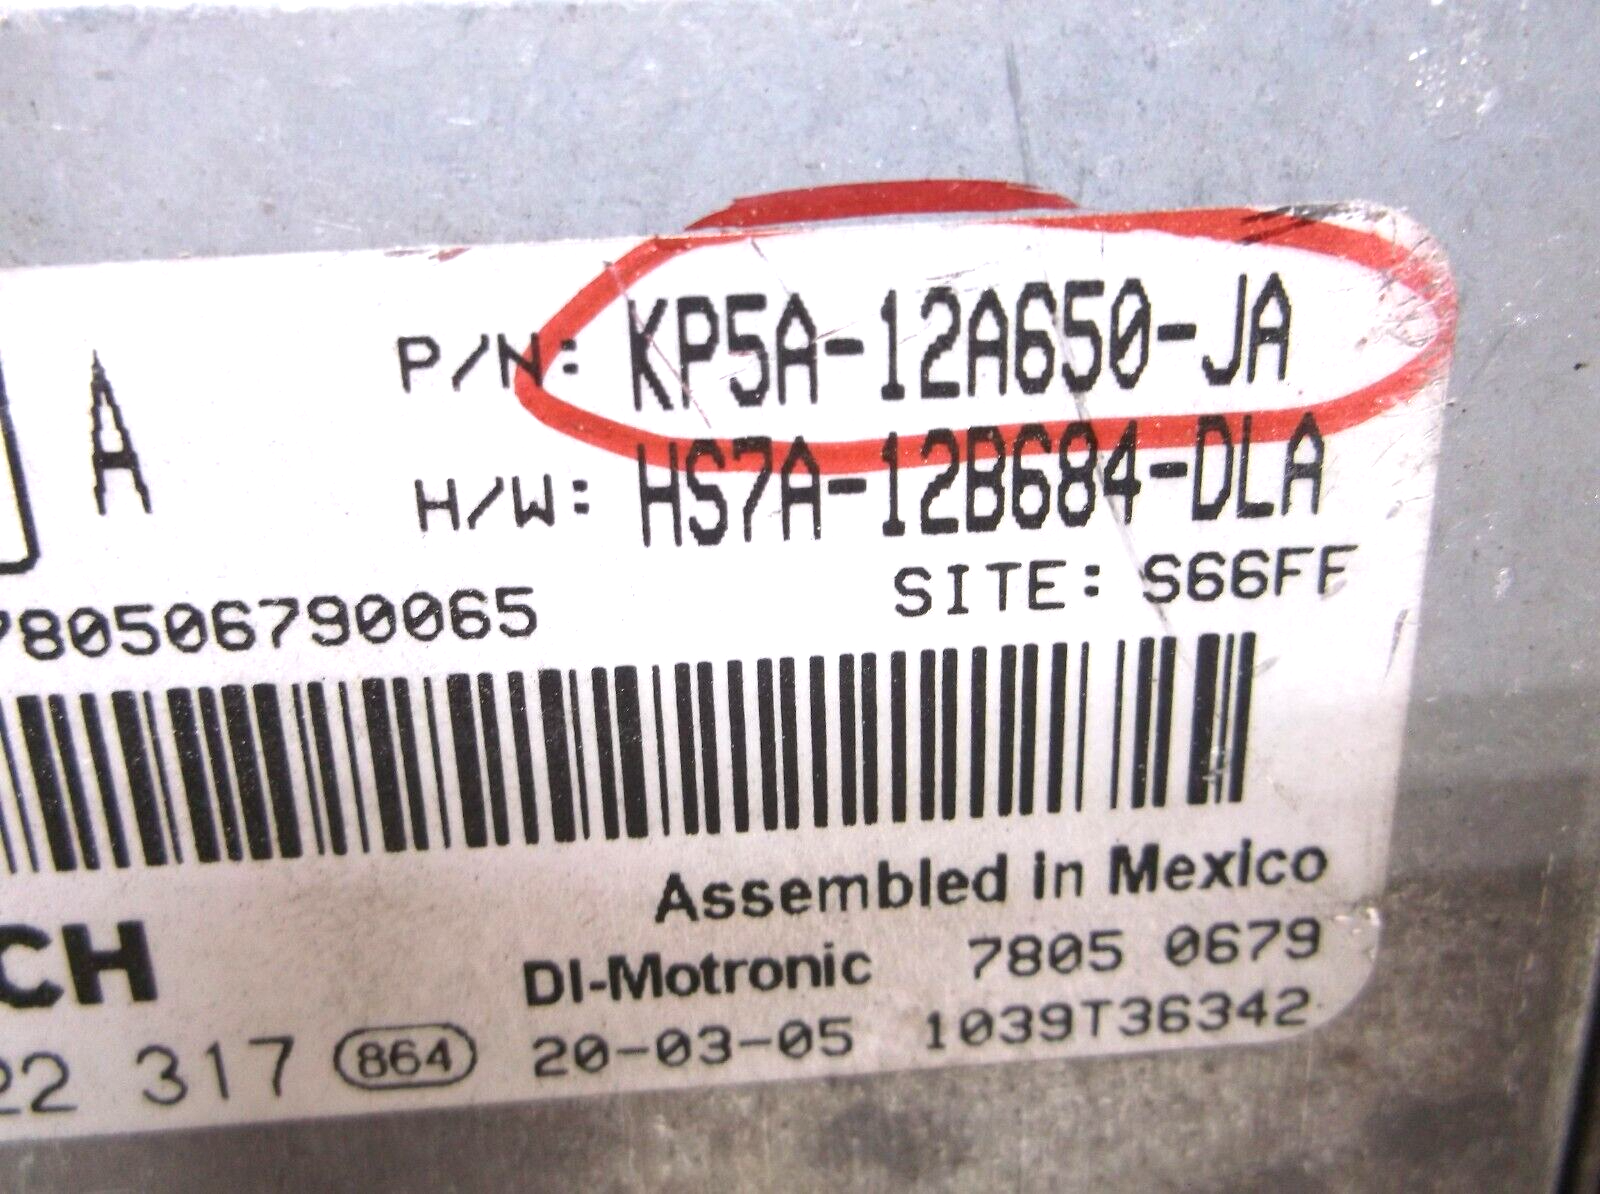 A
P/N: KP5A-12A650-JA
H/W: HS7A-12B684-DLA
SITE: S66FF
780506790065
Assembled in Mexico
CH
DI-Motronic 7805 0679
22 317 864 20-03-05 1039T36342